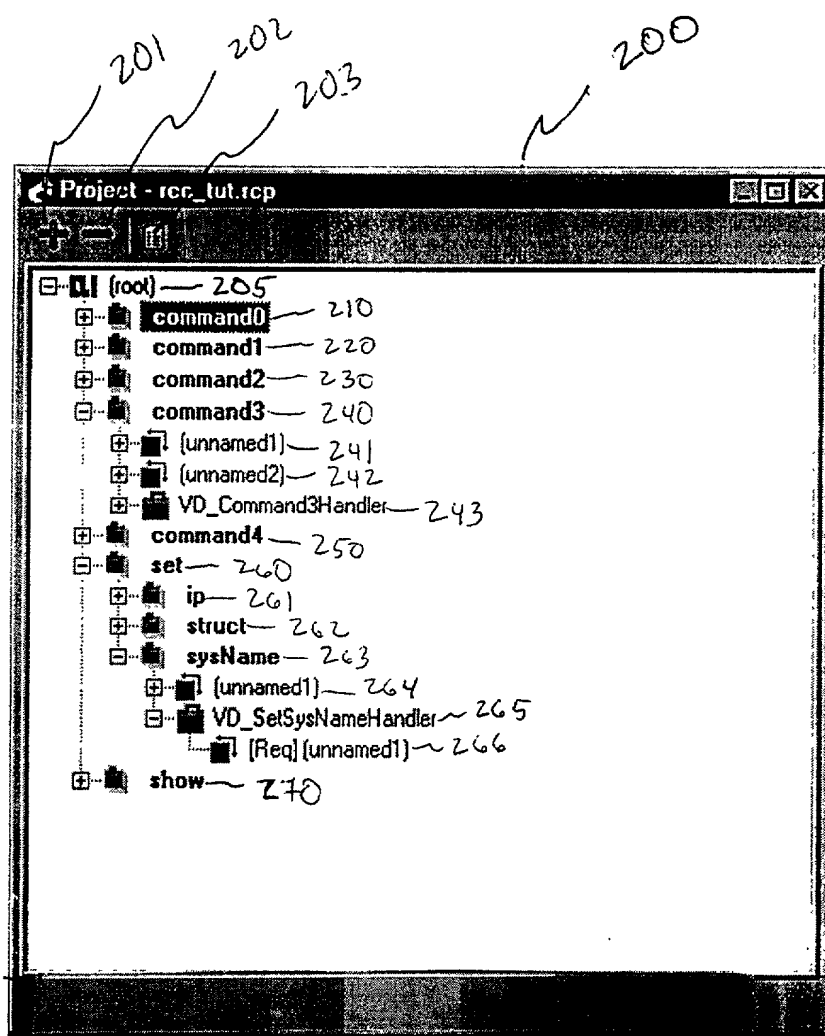 201 202 203 200
Project - rcc_tut.rcp
(root) 205
command0 210
command1 220
command2 230
command3 240
(unnamed1) 241
(unnamed2) 242
VD_Command3Handler 243
command4 250
set 260
ip 261
struct 262
sysName 263
(unnamed1) 264
VD_SetSysNameHandler 265
[Req] (unnamed1) 266
show 270